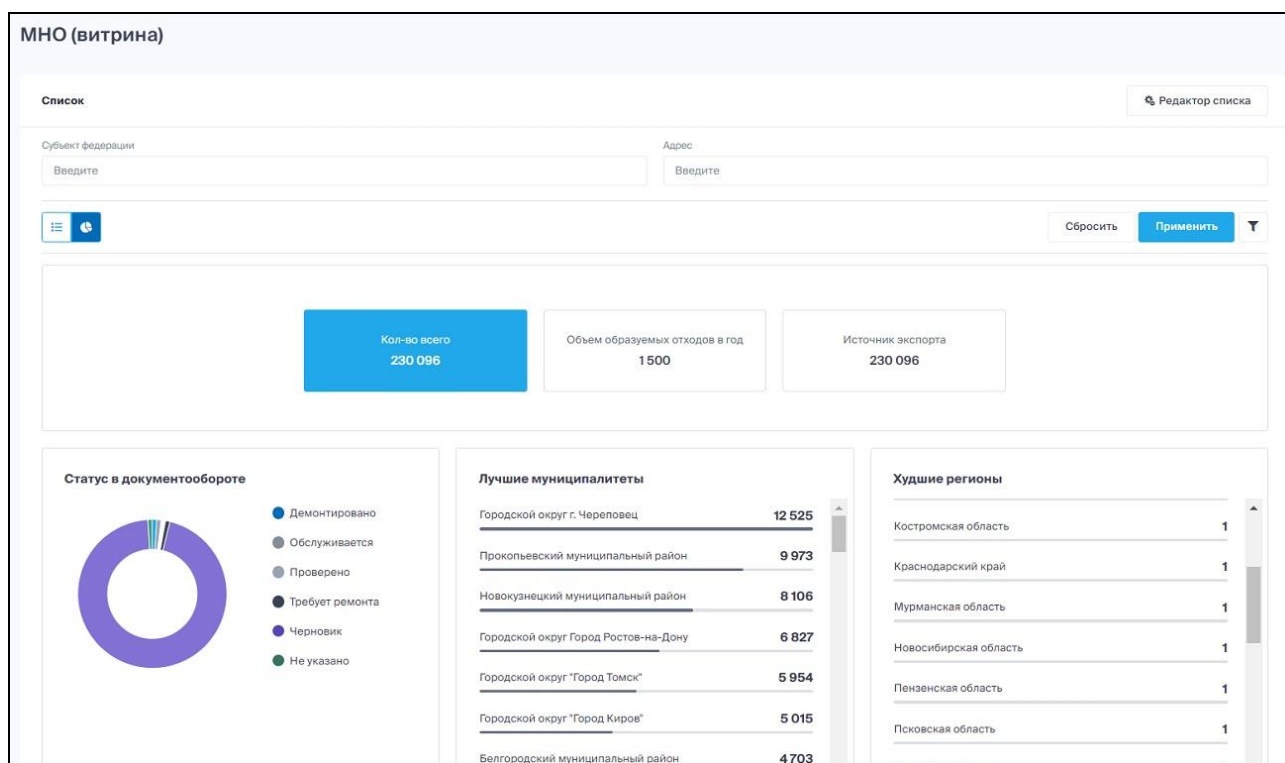 МНО (витрина)
Список
Редактор списка
Субъект федерации
Адрес
Введите
Введите
Сбросить
Применить
Кол-во всего
230 096
Объем образуемых отходов в год
1 500
Источник экспорта
230 096
Статус в документообороте
Демонтировано
Обслуживается
Проверено
Требует ремонта
Черновик
Не указано
Лучшие муниципалитеты
Городской округ г. Череповец 12 525
Прокопьевский муниципальный район 9 973
Новокузнецкий муниципальный район 8 106
Городской округ Город Ростов-на-Дону 6 827
Городской округ "Город Томск" 5 954
Городской округ "Город Киров" 5 015
Белгородский муниципальный район 4 703
Худшие регионы
Костромская область 1
Краснодарский край 1
Мурманская область 1
Новосибирская область 1
Пензенская область 1
Псковская область 1